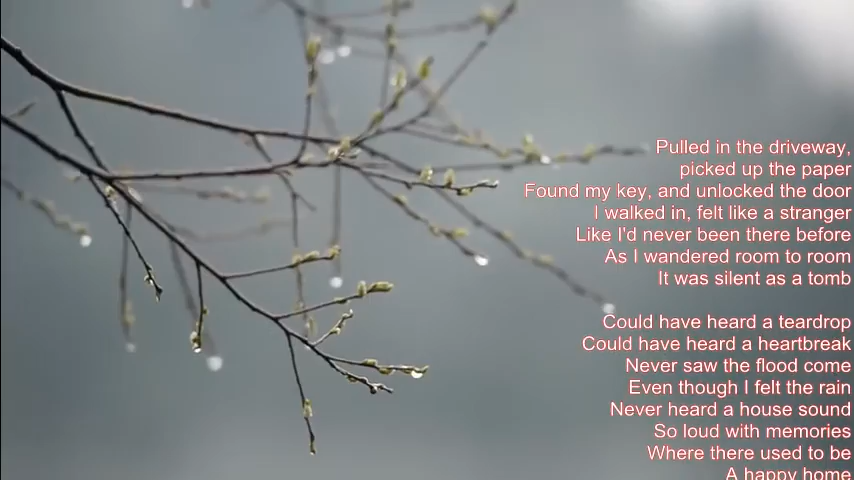 Pulled in the driveway,
picked up the paper
Found my key, and unlocked the door
I walked in, felt like a stranger
Like I'd never been there before
As I wandered room to room
It was silent as a tomb
Could have heard a teardrop
Could have heard a heartbreak
Never saw the flood come
Even though I felt the rain
Never heard a house sound
So loud with memories
Where there used to be
A happy home